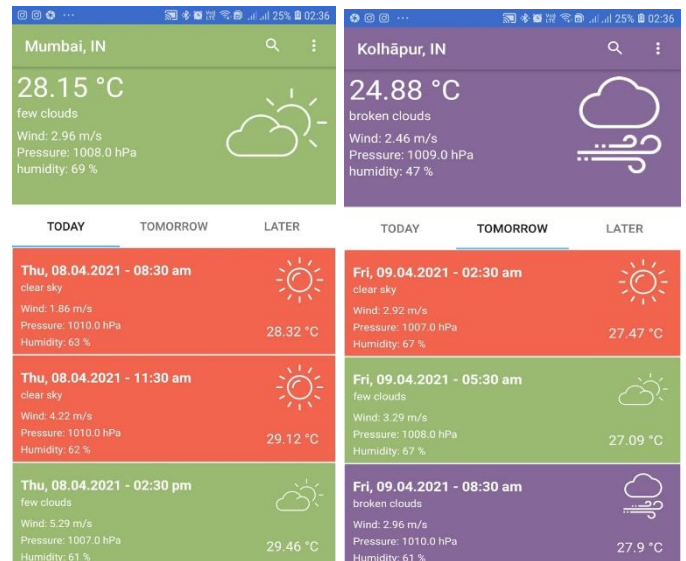 25% 02:36
Mumbai, IN
28.15 °C
few clouds
Wind: 2.96 m/s
Pressure: 1008.0 hPa
humidity: 69 %
TODAY TOMORROW LATER
Thu, 08.04.2021 - 08:30 am
clear sky
Wind: 1.86 m/s
Pressure: 1010.0 hPa
28.32 °C
Humidity: 63 %
Thu, 08.04.2021 - 11:30 am
clear sky
Wind: 4.22 m/s
Pressure: 1010.0 hPa
29.12 °C
Humidity: 62 %
Thu, 08.04.2021 - 02:30 pm
few clouds
Wind: 5.29 m/s
Pressure: 1007.0 hPa
29.46 °C
Humidity: 61 %
25% 02:36
Kolhāpur, IN
24.88 °C
broken clouds
Wind: 2.46 m/s
Pressure: 1009.0 hPa
humidity: 47 %
TODAY TOMORROW LATER
Fri, 09.04.2021 - 02:30 am
clear sky
Wind: 2.92 m/s
Pressure: 1007.0 hPa
27.47 °C
Humidity: 67 %
Fri, 09.04.2021 - 05:30 am
few clouds
Wind: 3.29 m/s
Pressure: 1008.0 hPa
27.09 °C
Humidity: 67 %
Fri, 09.04.2021 - 08:30 am
broken clouds
Wind: 2.96 m/s
Pressure: 1010.0 hPa
27.9 °C
Humidity: 61 %